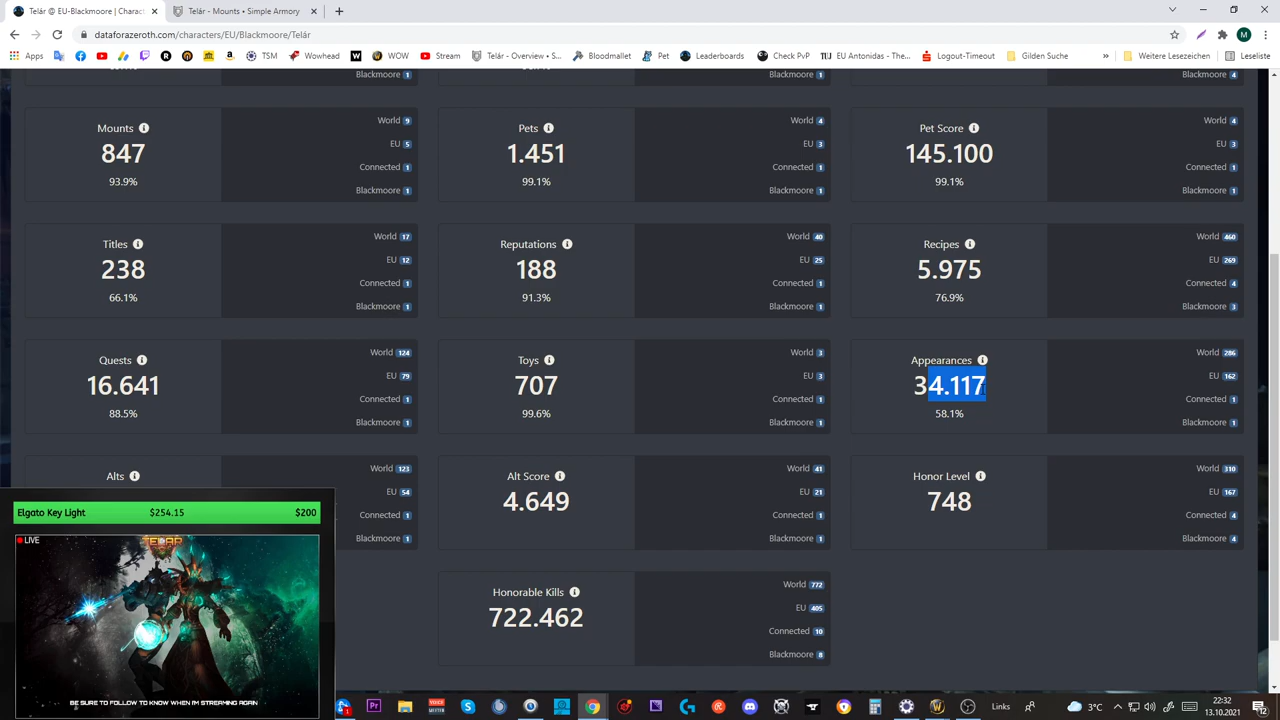 Telár @ EU-Blackmoore | Charact
Telár - Mounts • Simple Armory
dataforazeroth.com/characters/EU/Blackmoore/Telár
Apps
TSM
Wowhead
WOW
Stream
Telár - Overview • S...
Bloodmallet
Pet
Leaderboards
Check PvP
EU Antonidas - The...
Logout-Timeout
Gilden Suche
»
Weitere Lesezeichen
Leseliste
Blackmoore 1
Blackmoore 1
Blackmoore 4
Mounts
847
93.9%
World 9
EU 5
Connected 1
Blackmoore 1
Pets
1.451
99.1%
World 4
EU 3
Connected 1
Blackmoore 1
Pet Score
145.100
99.1%
World 4
EU 3
Connected 1
Blackmoore 1
Titles
238
66.1%
World 17
EU 12
Connected 1
Blackmoore 1
Reputations
188
91.3%
World 40
EU 25
Connected 1
Blackmoore 1
Recipes
5.975
76.9%
World 460
EU 269
Connected 4
Blackmoore 3
Quests
16.641
88.5%
World 124
EU 79
Connected 1
Blackmoore 1
Toys
707
99.6%
World 3
EU 3
Connected 1
Blackmoore 1
Appearances
34.117
58.1%
World 286
EU 162
Connected 1
Blackmoore 1
Alts
World 123
EU 54
Connected 1
Blackmoore 1
Alt Score
4.649
World 41
EU 21
Connected 1
Blackmoore 1
Honor Level
748
World 310
EU 167
Connected 4
Blackmoore 4
Honorable Kills
722.462
World 772
EU 405
Connected 10
Blackmoore 8
Elgato Key Light $254.15 $200
LIVE
TELAR
BE SURE TO FOLLOW TO KNOW WHEN I'M STREAMING AGAIN
Links
3°C
22:32
13.10.2021